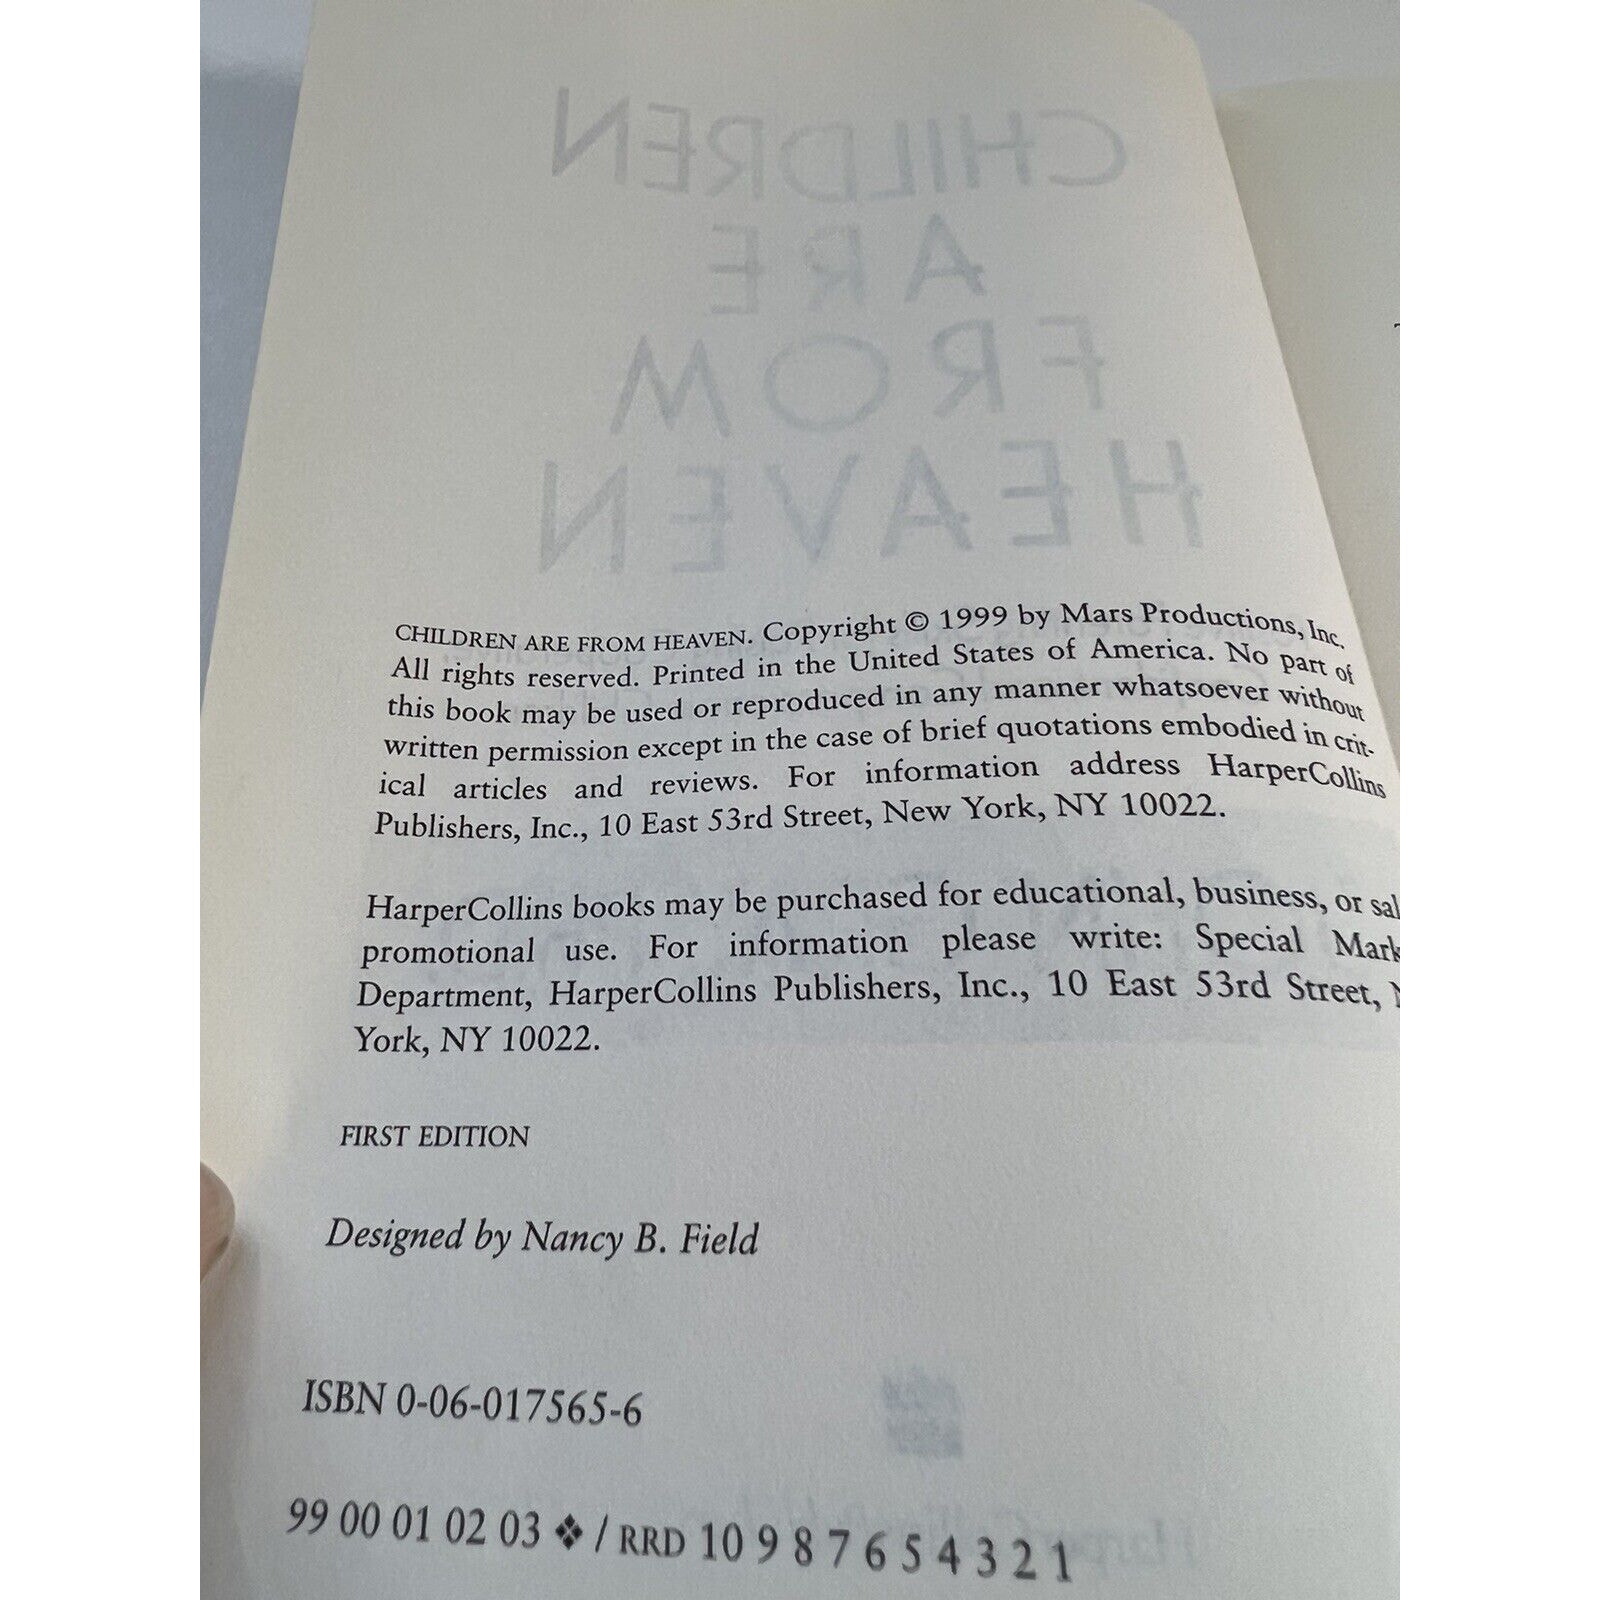 CHILDREN
ARE
FROM
HEAVEN
CHILDREN ARE FROM HEAVEN. Copyright © 1999 by Mars Productions, Inc.
All rights reserved. Printed in the United States of America. No part of
this book may be used or reproduced in any manner whatsoever without
written permission except in the case of brief quotations embodied in crit-
ical articles and reviews. For information address HarperCollins
Publishers, Inc., 10 East 53rd Street, New York, NY 10022.
HarperCollins books may be purchased for educational, business, or sal
promotional use. For information please write: Special Mark
Department, HarperCollins Publishers, Inc., 10 East 53rd Street,
York, NY 10022.
FIRST EDITION
Designed by Nancy B. Field
ISBN 0-06-017565-6
99 00 01 02 03 ❖ / RRD 10 9 8 7 6 5 4 3 2 1